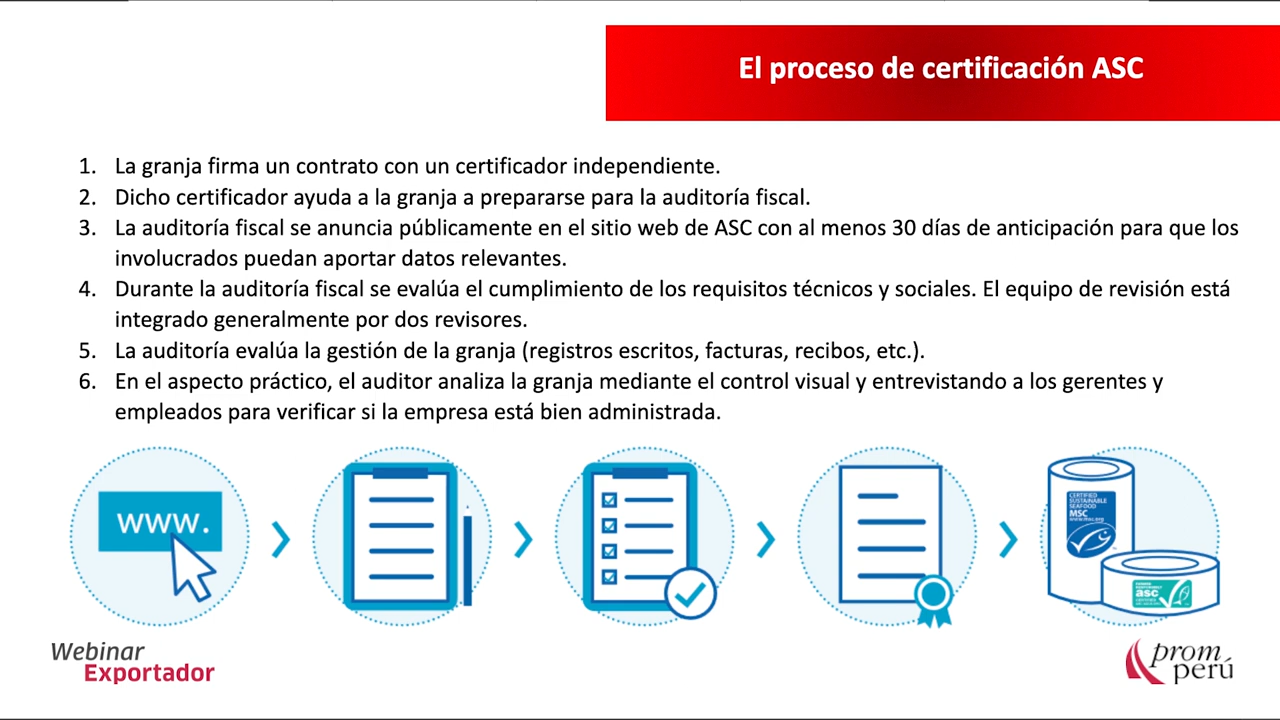 El proceso de certificación ASC
1. La granja firma un contrato con un certificador independiente.
2. Dicho certificador ayuda a la granja a prepararse para la auditoría fiscal.
3. La auditoría fiscal se anuncia públicamente en el sitio web de ASC con al menos 30 días de anticipación para que los
involucrados puedan aportar datos relevantes.
4. Durante la auditoría fiscal se evalúa el cumplimiento de los requisitos técnicos y sociales. El equipo de revisión está
integrado generalmente por dos revisores.
5. La auditoría evalúa la gestión de la granja (registros escritos, facturas, recibos, etc.).
6. En el aspecto práctico, el auditor analiza la granja mediante el control visual y entrevistando a los gerentes y
empleados para verificar si la empresa está bien administrada.
www.
CERTIFIED
SUSTAINABLE
SEAFOOD
MSC
www.msc.org
asc
Webinar
Exportador
prom
perú